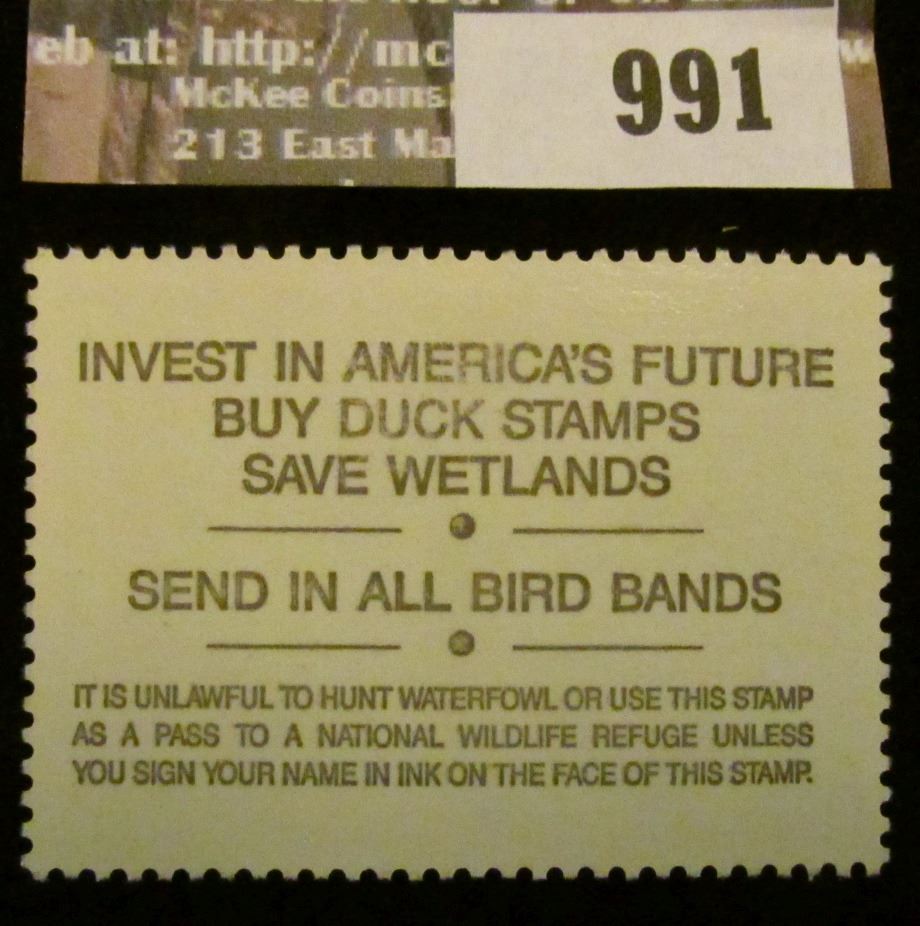 eb at: http://mc
991
McKee Coins
213 East Ma
INVEST IN AMERICA'S FUTURE
BUY DUCK STAMPS
SAVE WETLANDS
SEND IN ALL BIRD BANDS
IT IS UNLAWFUL TO HUNT WATERFOWL OR USE THIS STAMP
AS A PASS TO A NATIONAL WILDLIFE REFUGE UNLESS
YOU SIGN YOUR NAME IN INK ON THE FACE OF THIS STAMP.